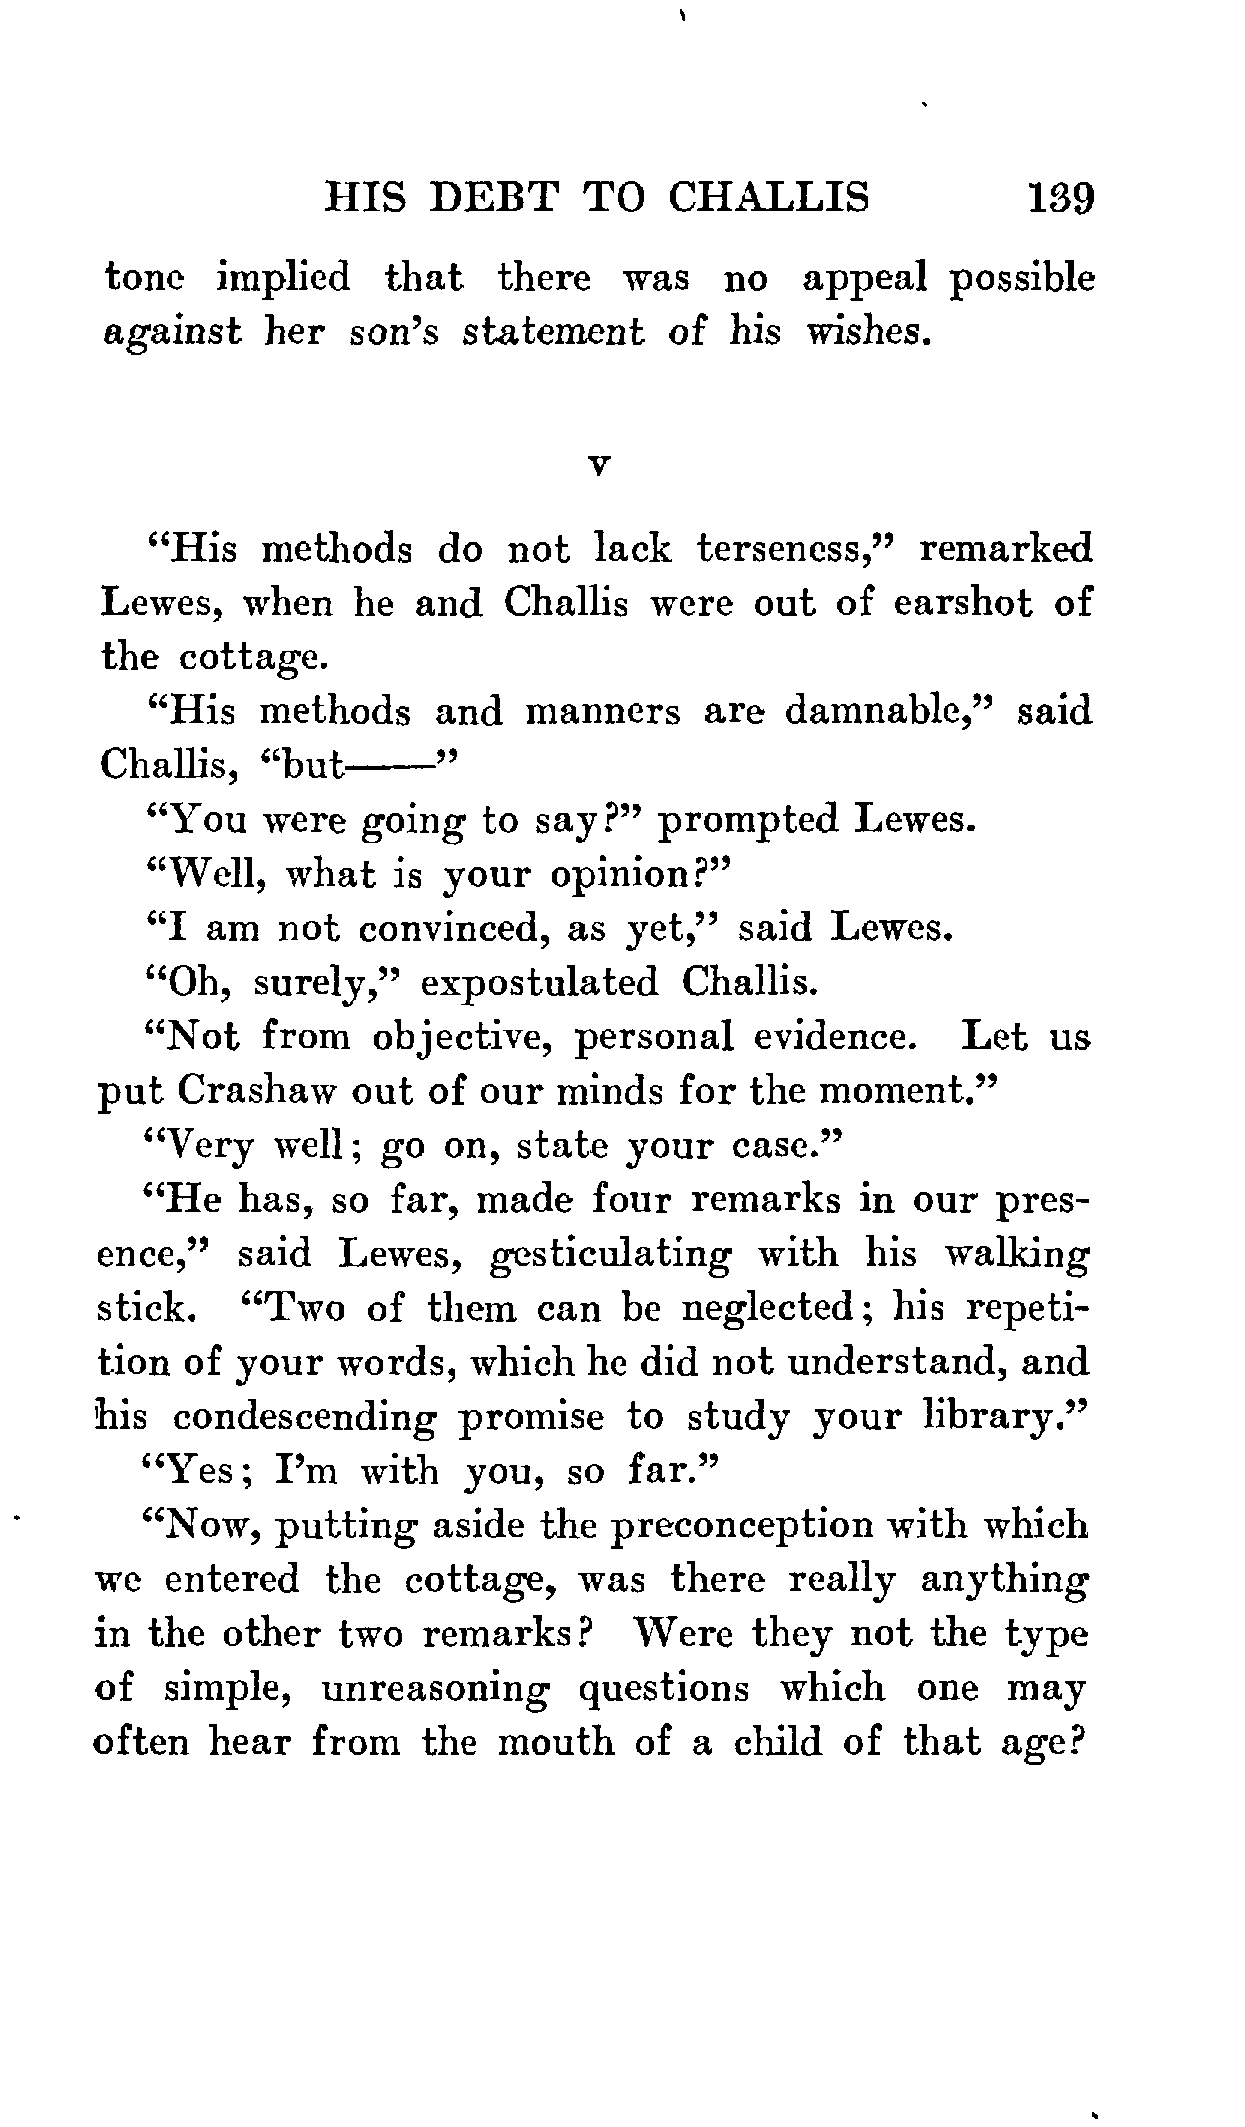 HIS DEBT TO CHALLIS 139
tone implied that there was no appeal possible
against her son's statement of his wishes.
V
“His methods do not lack terseness,” remarked
Lewes, when he and Challis were out of earshot of
the cottage.
“His methods and manners are damnable,” said
Challis, “but——”
“You were going to say?” prompted Lewes.
“Well, what is your opinion?”
“I am not convinced, as yet,” said Lewes.
“Oh, surely,” expostulated Challis.
“Not from objective, personal evidence. Let us
put Crashaw out of our minds for the moment.”
“Very well; go on, state your case.”
“He has, so far, made four remarks in our pres-
ence,” said Lewes, gesticulating with his walking
stick. “Two of them can be neglected; his repeti-
tion of your words, which he did not understand, and
his condescending promise to study your library.”
“Yes; I'm with you, so far.”
“Now, putting aside the preconception with which
we entered the cottage, was there really anything
in the other two remarks? Were they not the type
of simple, unreasoning questions which one may
often hear from the mouth of a child of that age?